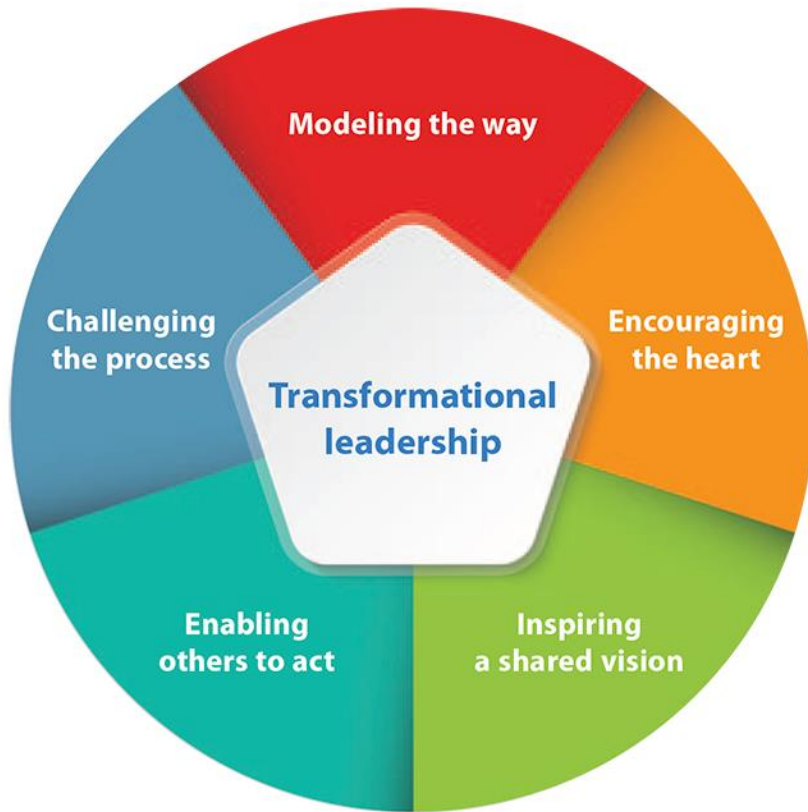 Modeling the way
Encouraging
the heart
Inspiring
a shared vision
Enabling
others to act
Challenging
the process
Transformational
leadership